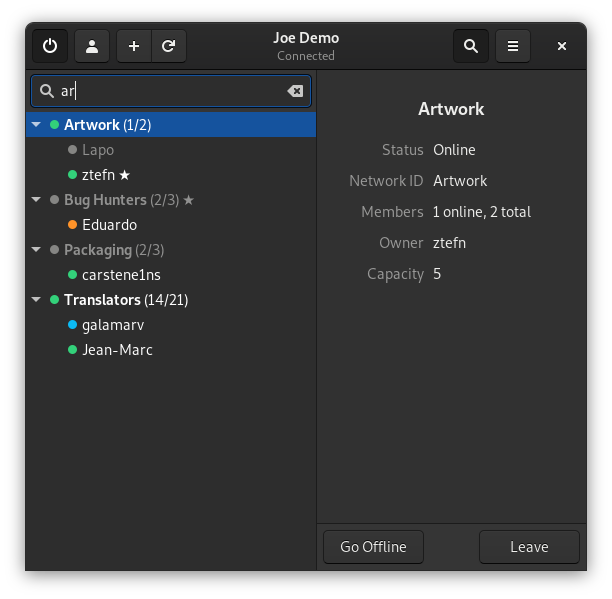 Joe Demo
Connected
ar
Artwork (1/2)
Lapo
ztefn ★
Bug Hunters (2/3) ★
Eduardo
Packaging (2/3)
carstene1ns
Translators (14/21)
galamarv
Jean-Marc
Artwork
Status Online
Network ID Artwork
Members 1 online, 2 total
Owner ztefn
Capacity 5
Go Offline
Leave